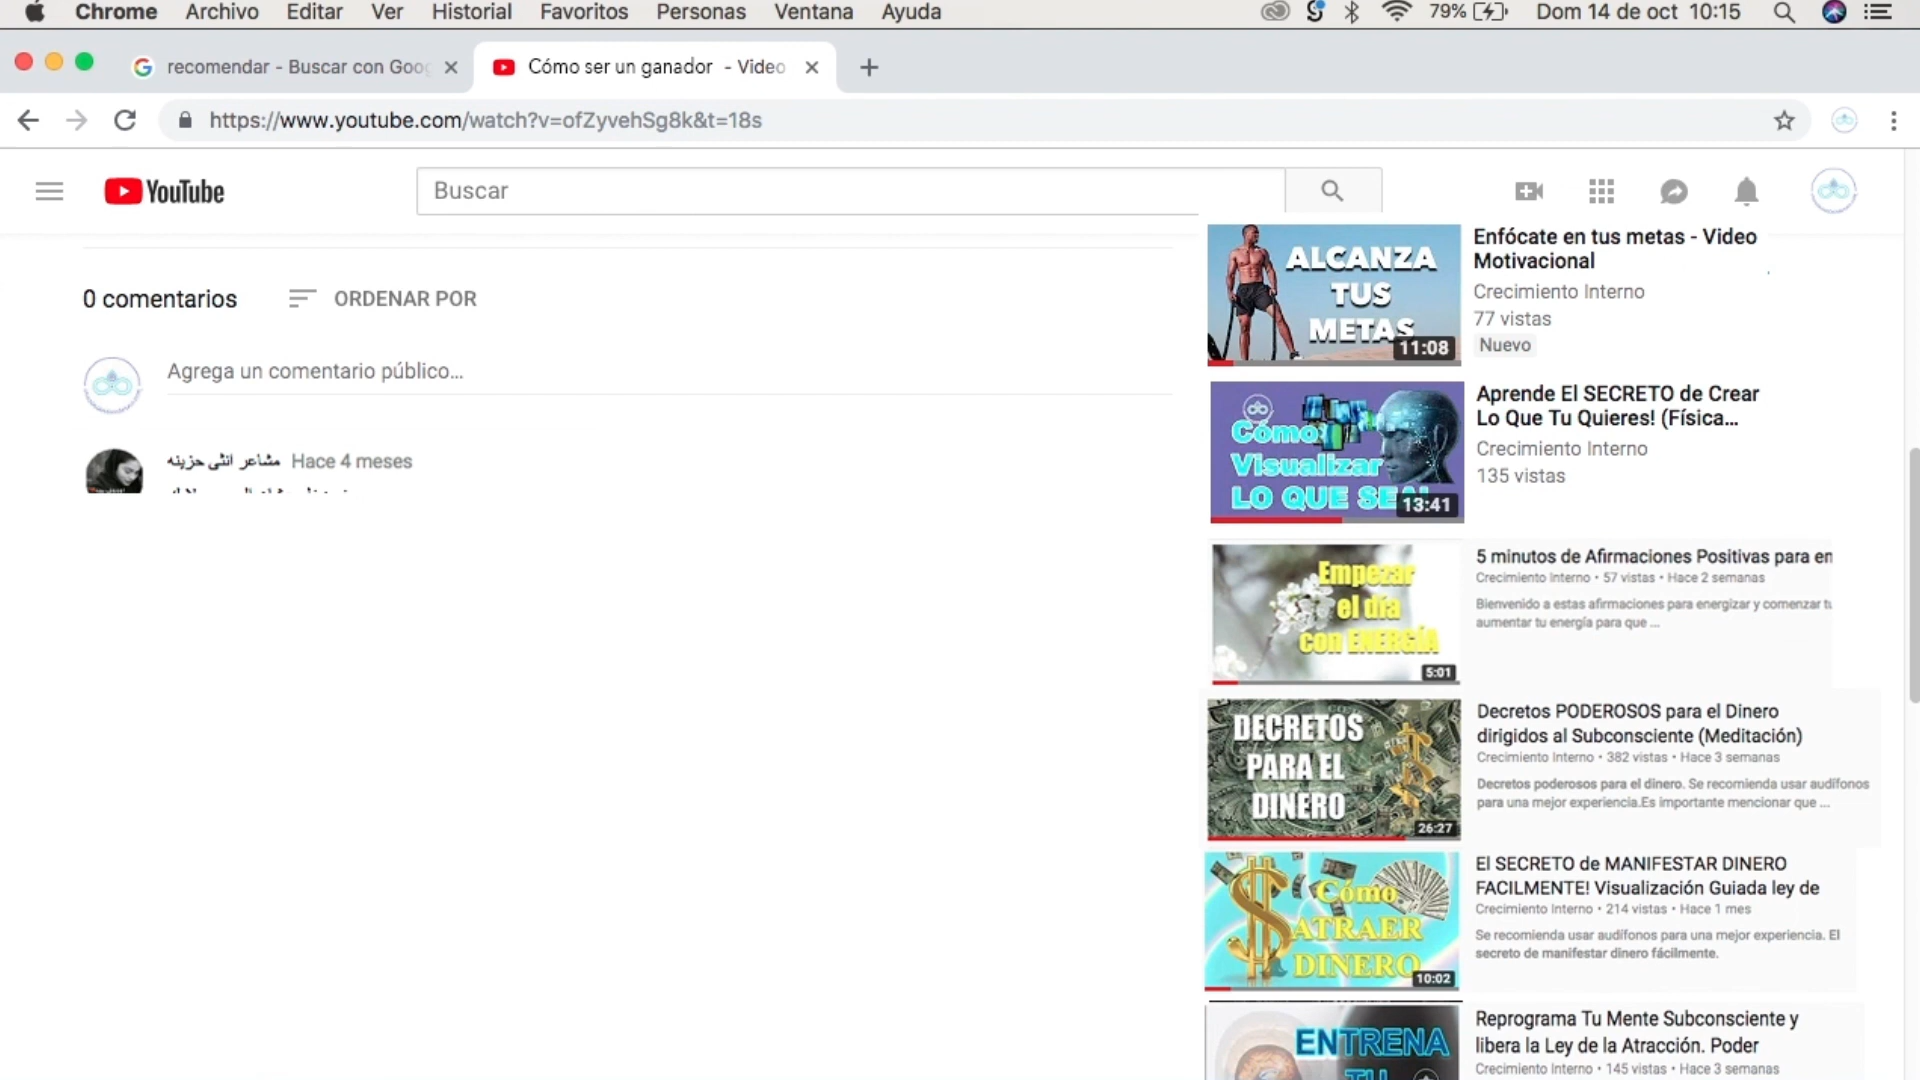 Chrome Archivo Editar Ver Historial Favoritos Personas Ventana Ayuda 79% Dom 14 de oct 10:15
recomendar - Buscar con Goog
Cómo ser un ganador - Video
https://www.youtube.com/watch?v=ofZyvehSg8k&t=18s
YouTube
Buscar
0 comentarios
ORDENAR POR
Agrega un comentario público...
مشاعر انثى حزينه Hace 4 meses
ALCANZA
TUS
METAS
11:08
Enfócate en tus metas - Video
Motivacional
Crecimiento Interno
77 vistas
Nuevo
Cómo
Visualizar
LO QUE SEA!
13:41
Aprende El SECRETO de Crear
Lo Que Tu Quieres! (Física...
Crecimiento Interno
135 vistas
Empezar
el día
con ENERGÍA
5:01
5 minutos de Afirmaciones Positivas para en
Crecimiento Interno • 57 vistas • Hace 2 semanas
Bienvenido a estas afirmaciones para energizar y comenzar tu
aumentar tu energía para que ...
DECRETOS
PARA EL
DINERO
26:27
Decretos PODEROSOS para el Dinero
dirigidos al Subconsciente (Meditación)
Crecimiento Interno • 382 vistas • Hace 3 semanas
Decretos poderosos para el dinero. Se recomienda usar audífonos
para una mejor experiencia.Es importante mencionar que ...
Cómo
ATRAER
DINERO
10:02
El SECRETO de MANIFESTAR DINERO
FACILMENTE! Visualización Guiada ley de
Crecimiento Interno • 214 vistas • Hace 1 mes
Se recomienda usar audífonos para una mejor experiencia. El
secreto de manifestar dinero fácilmente.
ENTRENA
TU
Reprograma Tu Mente Subconsciente y
libera la Ley de la Atracción. Poder
Crecimiento Interno • 145 vistas • Hace 3 semanas